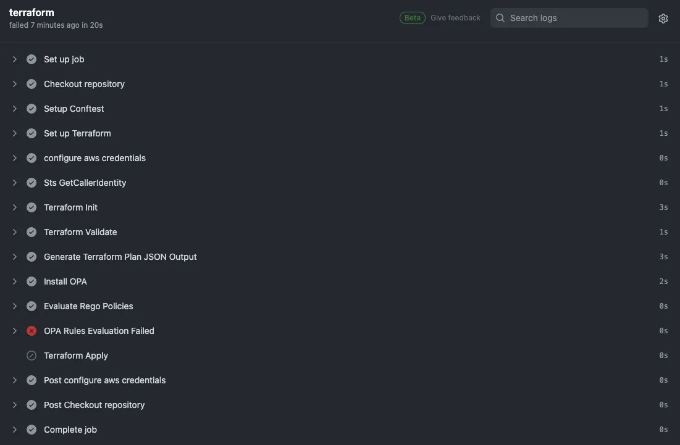 terraform
failed 7 minutes ago in 20s
Beta Give feedback
Search logs
Set up job 1s
Checkout repository 1s
Setup Conftest 1s
Set up Terraform 1s
configure aws credentials 0s
Sts GetCallerIdentity 0s
Terraform Init 3s
Terraform Validate 1s
Generate Terraform Plan JSON Output 3s
Install OPA 2s
Evaluate Rego Policies 0s
OPA Rules Evaluation Failed 0s
Terraform Apply 0s
Post configure aws credentials 0s
Post Checkout repository 0s
Complete job 0s